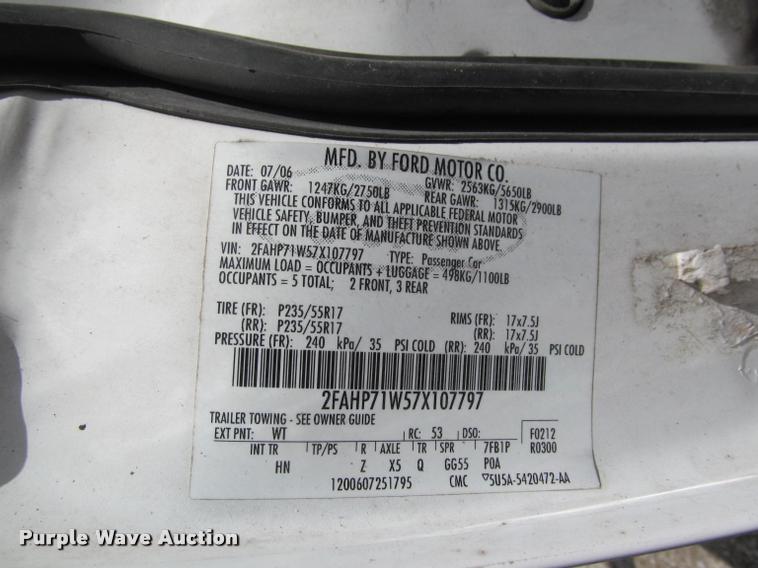 MFD. BY FORD MOTOR CO.
DATE: 07/06 GVWR: 2563KG/5650LB
FRONT GAWR: 1247KG/2750LB REAR GAWR: 1315KG/2900LB
THIS VEHICLE CONFORMS TO ALL APPLICABLE FEDERAL MOTOR
VEHICLE SAFETY, BUMPER, AND THEFT PREVENTION STANDARDS
IN EFFECT ON THE DATE OF MANUFACTURE SHOWN ABOVE.
VIN: 2FAHP71W57X107797 TYPE: Passenger Car
MAXIMUM LOAD = OCCUPANTS + LUGGAGE = 498KG/1100LB
OCCUPANTS = 5 TOTAL; 2 FRONT, 3 REAR
TIRE (FR): P235/55R17 RIMS (FR): 17x7.5J
(RR): P235/55R17 (RR): 17x7.5J
PRESSURE (FR): 240 kPa/ 35 PSI COLD (RR): 240 kPa/ 35 PSI COLD
2FAHP71W57X107797
TRAILER TOWING - SEE OWNER GUIDE
EXT PNT: WT RC: 53 DSO: F0212
INT TR TP/PS R AXLE TR SPR 7FB1P R0300
HN Z X5 Q GG55 POA
1200607251795 CMC ▽5U5A-5420472-AA
Purple Wave Auction